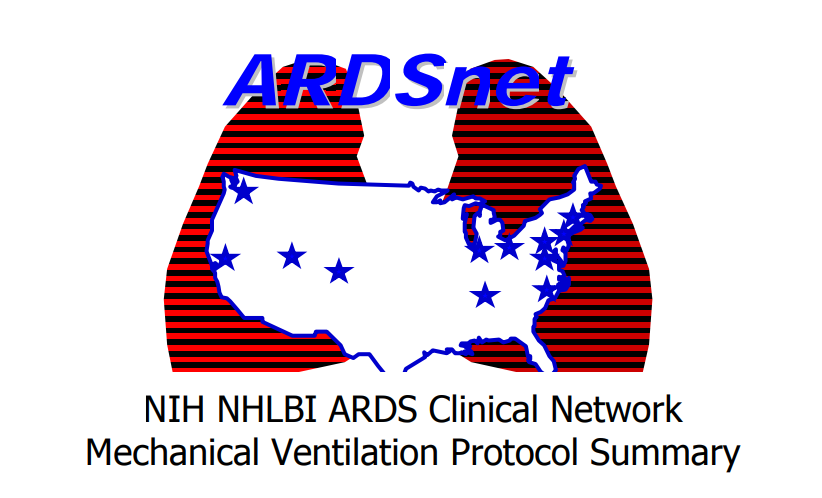 ARDSnet
NIH NHLBI ARDS Clinical Network
Mechanical Ventilation Protocol Summary